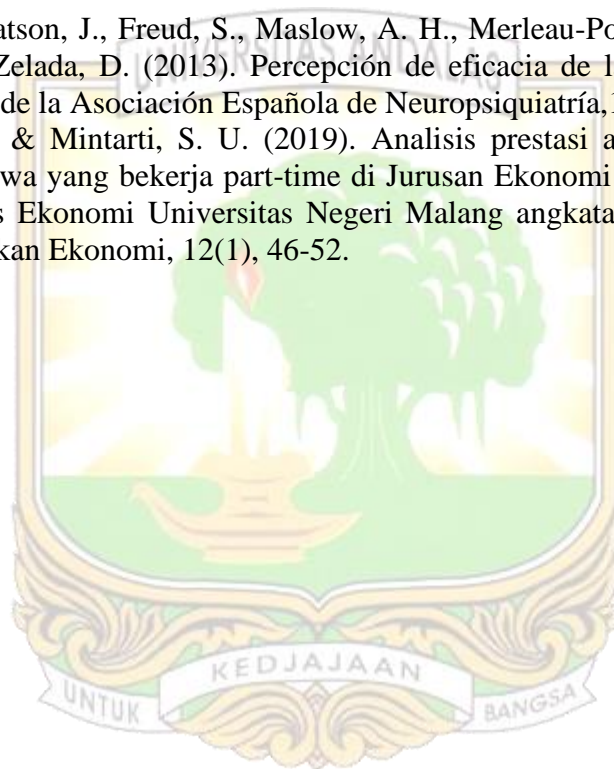 atson, J., Freud, S., Maslow, A. H., Merleau-Po
Zelada, D. (2013). Percepción de eficacia de l
de la Asociación Española de Neuropsiquiatría,
& Mintarti, S. U. (2019). Analisis prestasi a
wa yang bekerja part-time di Jurusan Ekonomi
s Ekonomi Universitas Negeri Malang angkata
kan Ekonomi, 12(1), 46-52.
UNIVERSITAS ANDALAS
UNTUK KEDJAJAAN BANGSA